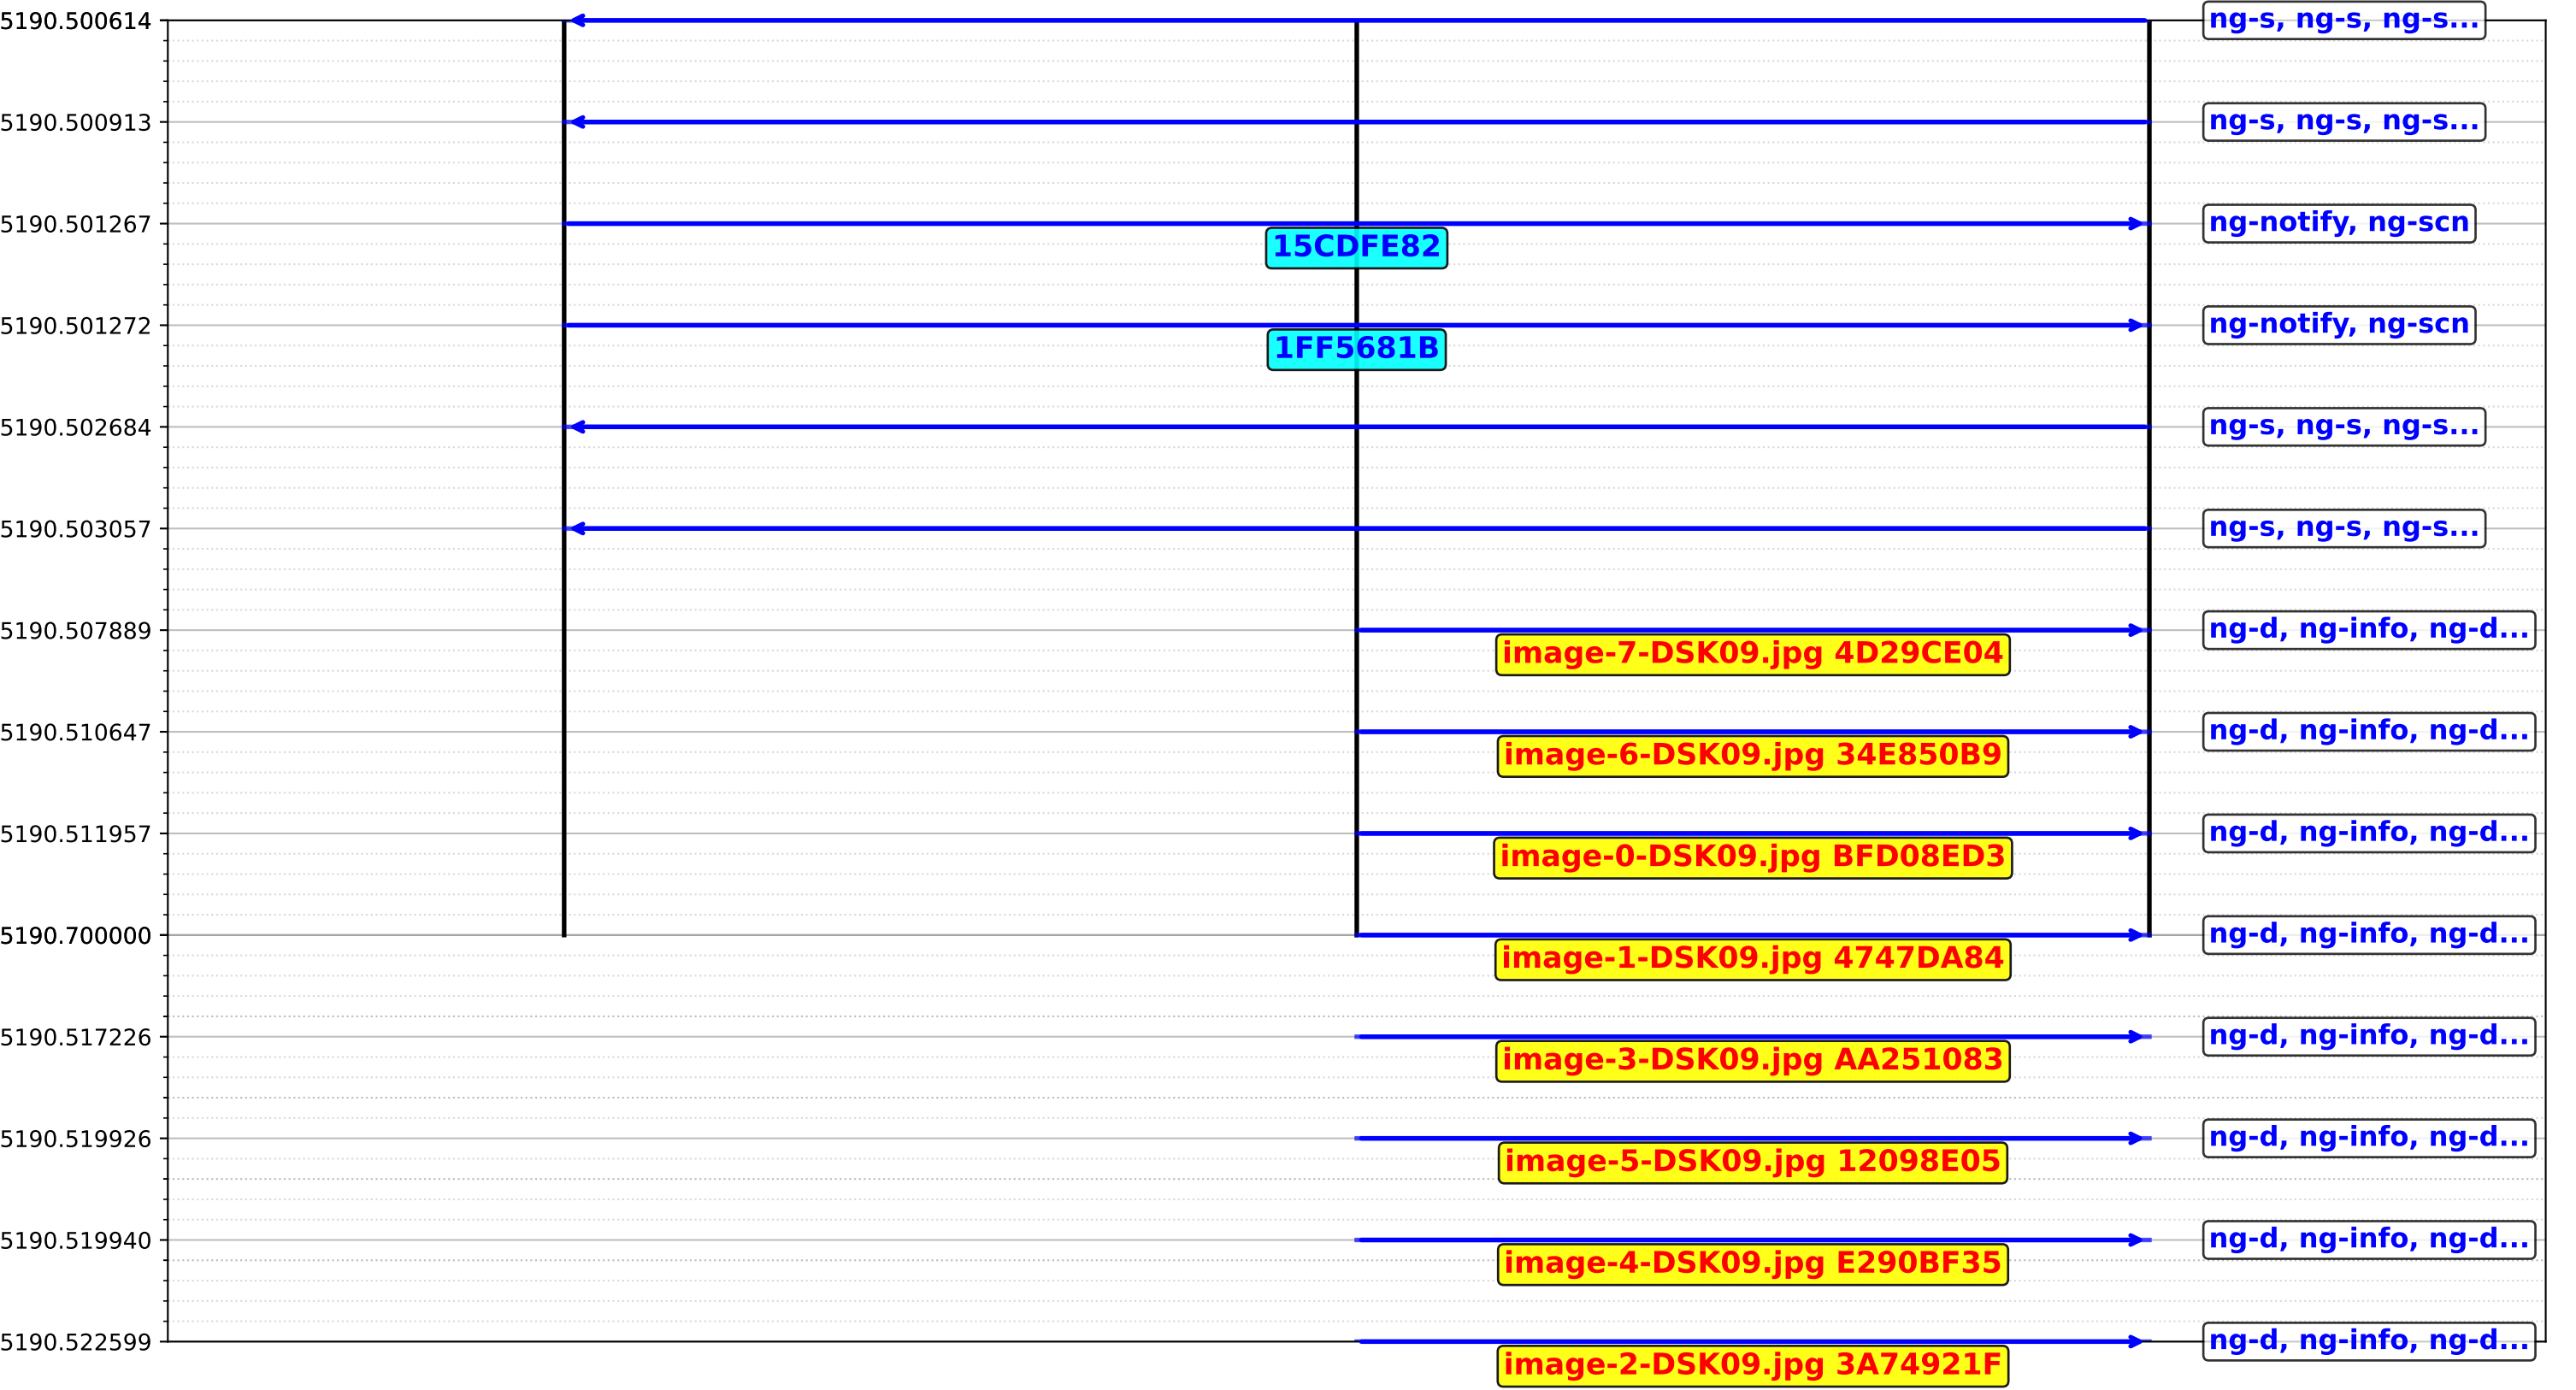 5190.500614 ng-s, ng-s, ng-s...
5190.500913 ng-s, ng-s, ng-s...
5190.501267 ng-notify, ng-scn
15CDFE82
5190.501272 ng-notify, ng-scn
1FF5681B
5190.502684 ng-s, ng-s, ng-s...
5190.503057 ng-s, ng-s, ng-s...
5190.507889 ng-d, ng-info, ng-d...
image-7-DSK09.jpg 4D29CE04
5190.510647 ng-d, ng-info, ng-d...
image-6-DSK09.jpg 34E850B9
5190.511957 ng-d, ng-info, ng-d...
image-0-DSK09.jpg BFD08ED3
5190.700000 ng-d, ng-info, ng-d...
image-1-DSK09.jpg 4747DA84
5190.517226 ng-d, ng-info, ng-d...
image-3-DSK09.jpg AA251083
5190.519926 ng-d, ng-info, ng-d...
image-5-DSK09.jpg 12098E05
5190.519940 ng-d, ng-info, ng-d...
image-4-DSK09.jpg E290BF35
5190.522599 ng-d, ng-info, ng-d...
image-2-DSK09.jpg 3A74921F